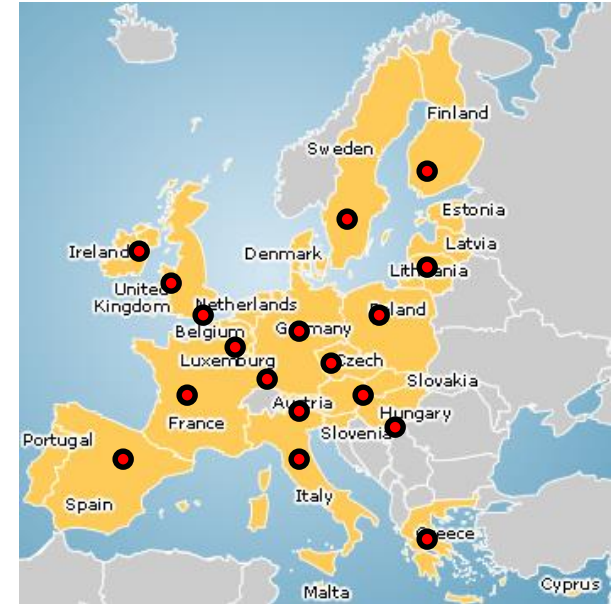 Finland
Sweden
Estonia
Latvia
Lithuania
Ireland
Denmark
United
Kingdom
Netherlands
Poland
Belgium
Germany
Luxemburg
Czech
Slovakia
Austria
Hungary
France
Slovenia
Portugal
Italy
Spain
Greece
Cyprus
Malta